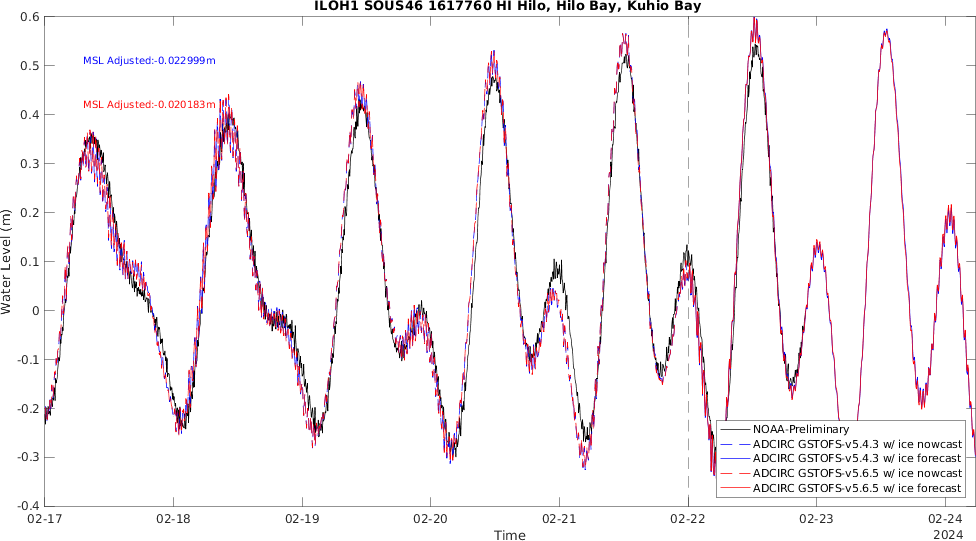 ILOH1 SOUS46 1617760 HI Hilo, Hilo Bay, Kuhio Bay
0.6
0.5
0.4
0.3
0.2
0.1
0
-0.1
-0.2
-0.3
-0.4
Water Level (m)
MSL Adjusted:-0.022999m
MSL Adjusted:-0.020183m
NOAA-Preliminary
ADCIRC GSTOFS-v5.4.3 w/ ice nowcast
ADCIRC GSTOFS-v5.4.3 w/ ice forecast
ADCIRC GSTOFS-v5.6.5 w/ ice nowcast
ADCIRC GSTOFS-v5.6.5 w/ ice forecast
02-17 02-18 02-19 02-20 02-21 02-22 02-23 02-24
Time
2024